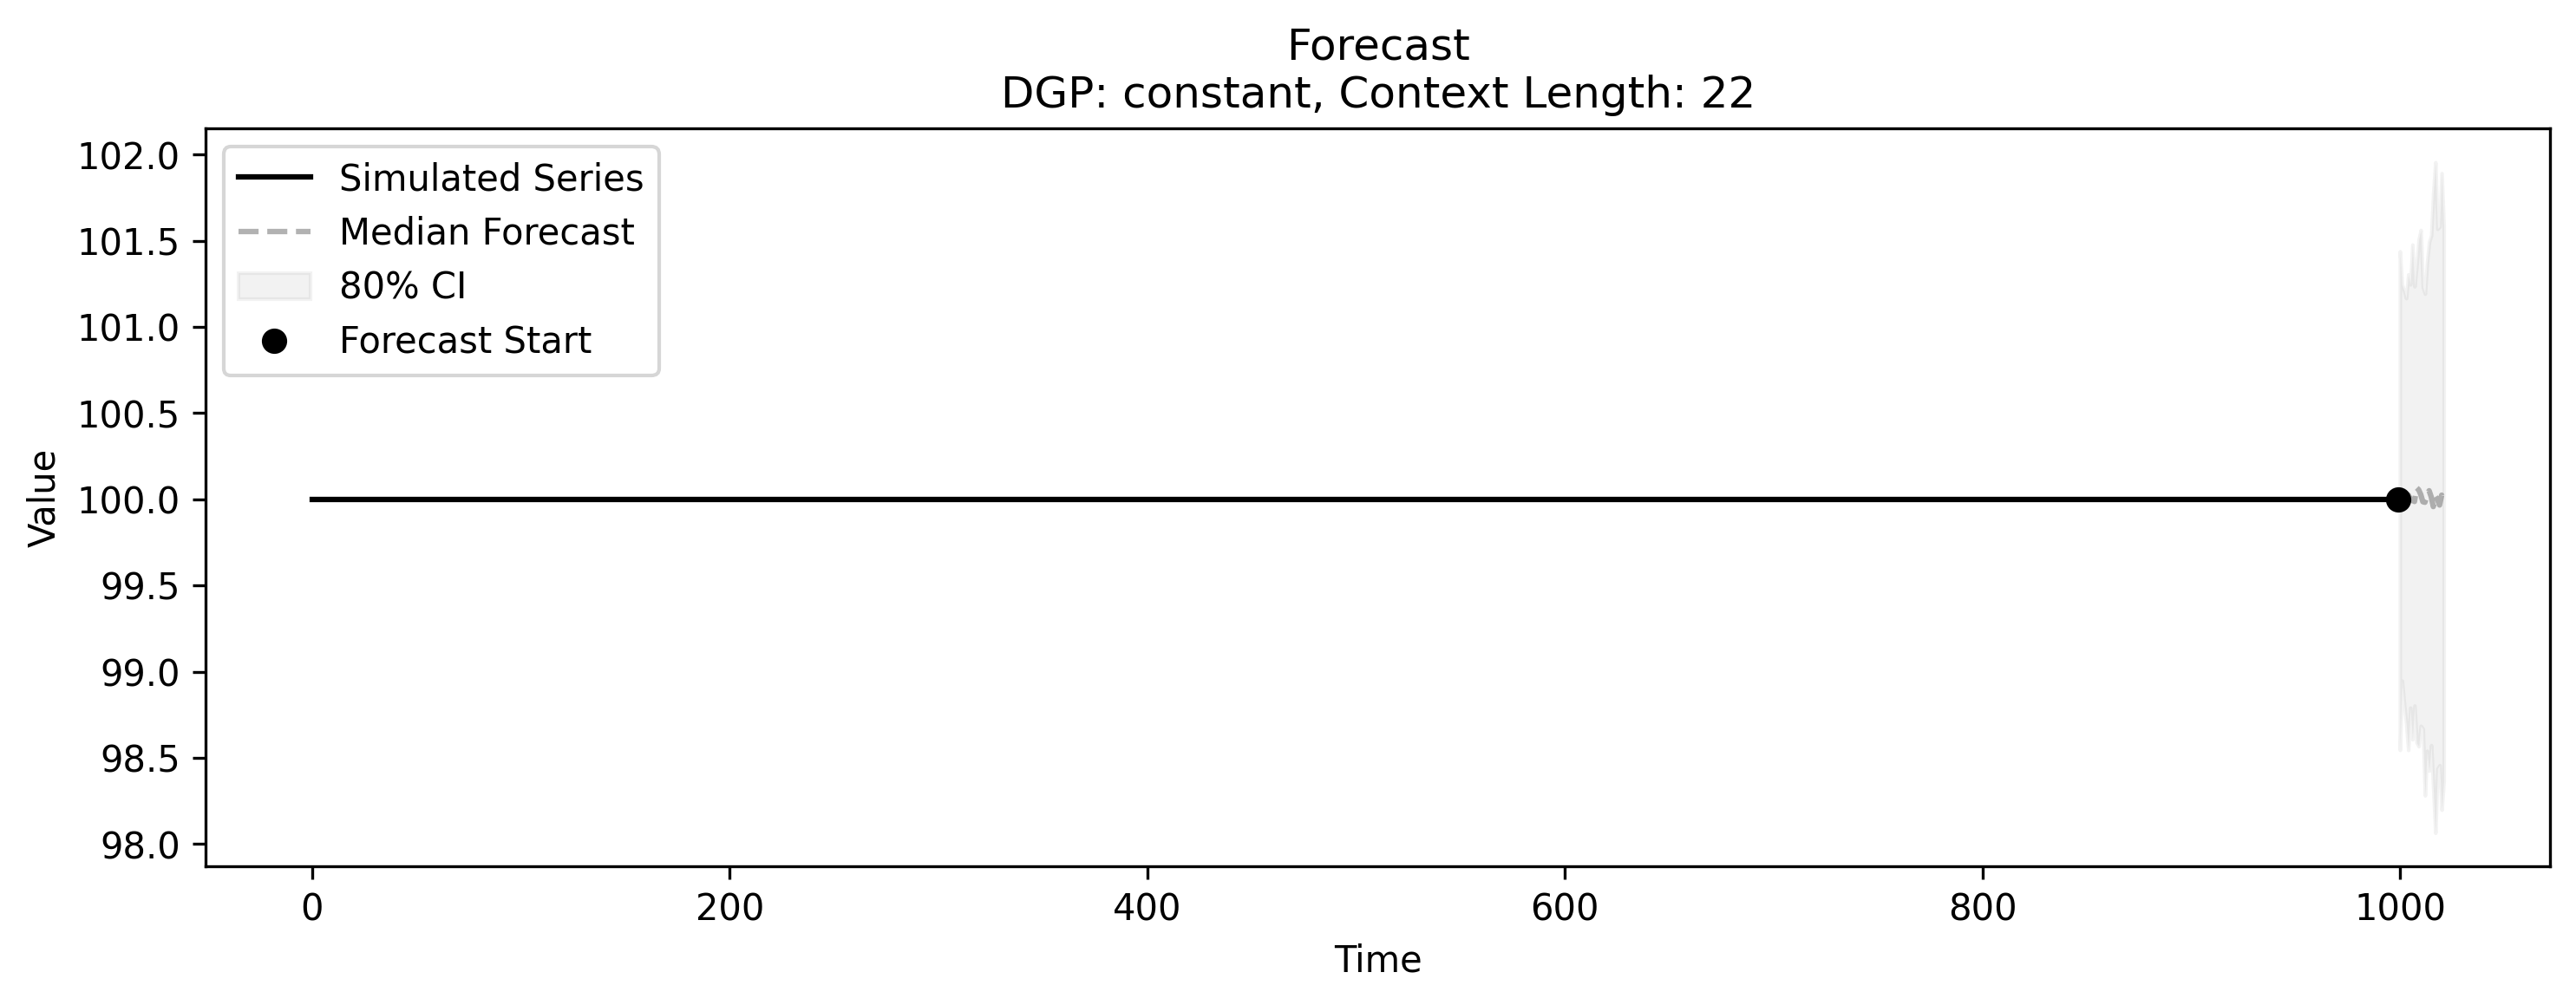 Forecast
DGP: constant, Context Length: 22
102.0
101.5
101.0
100.5
100.0
99.5
99.0
98.5
98.0
Value
Simulated Series
Median Forecast
80% CI
Forecast Start
0
200
400
600
800
1000
Time